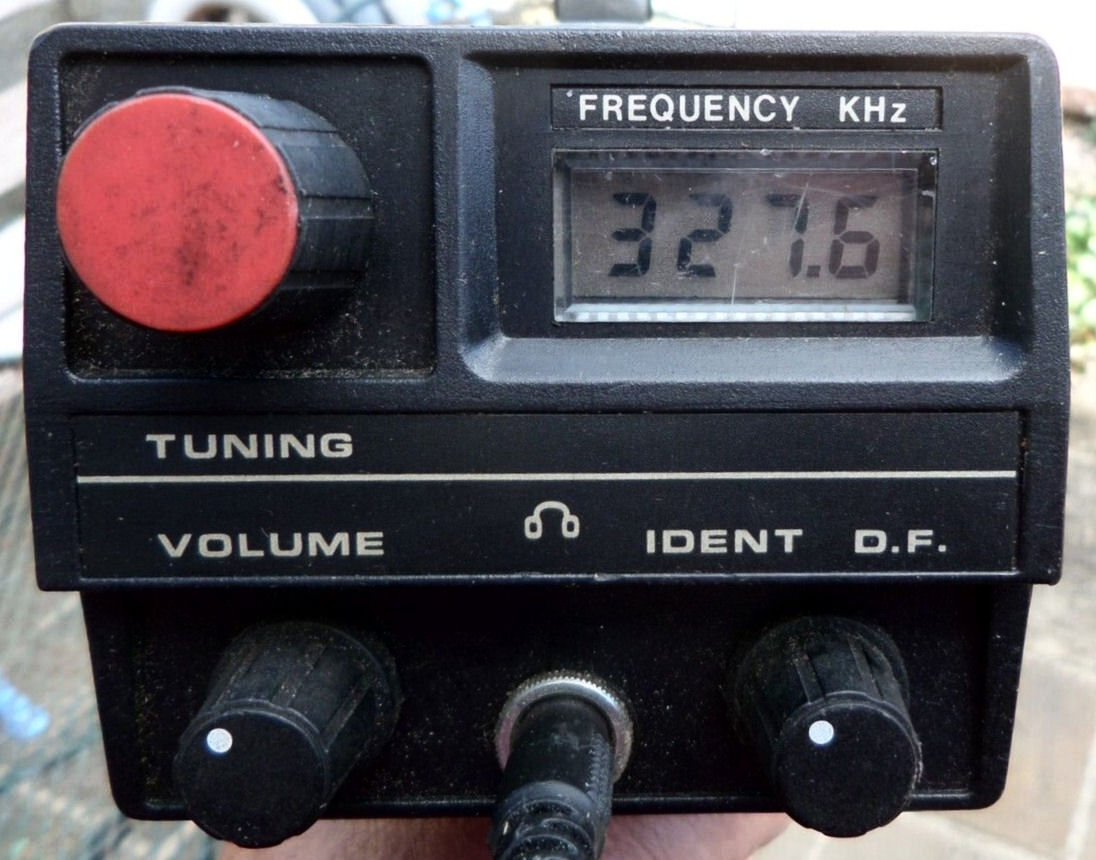 FREQUENCY KHz
327.6
TUNING
VOLUME IDENT D.F.